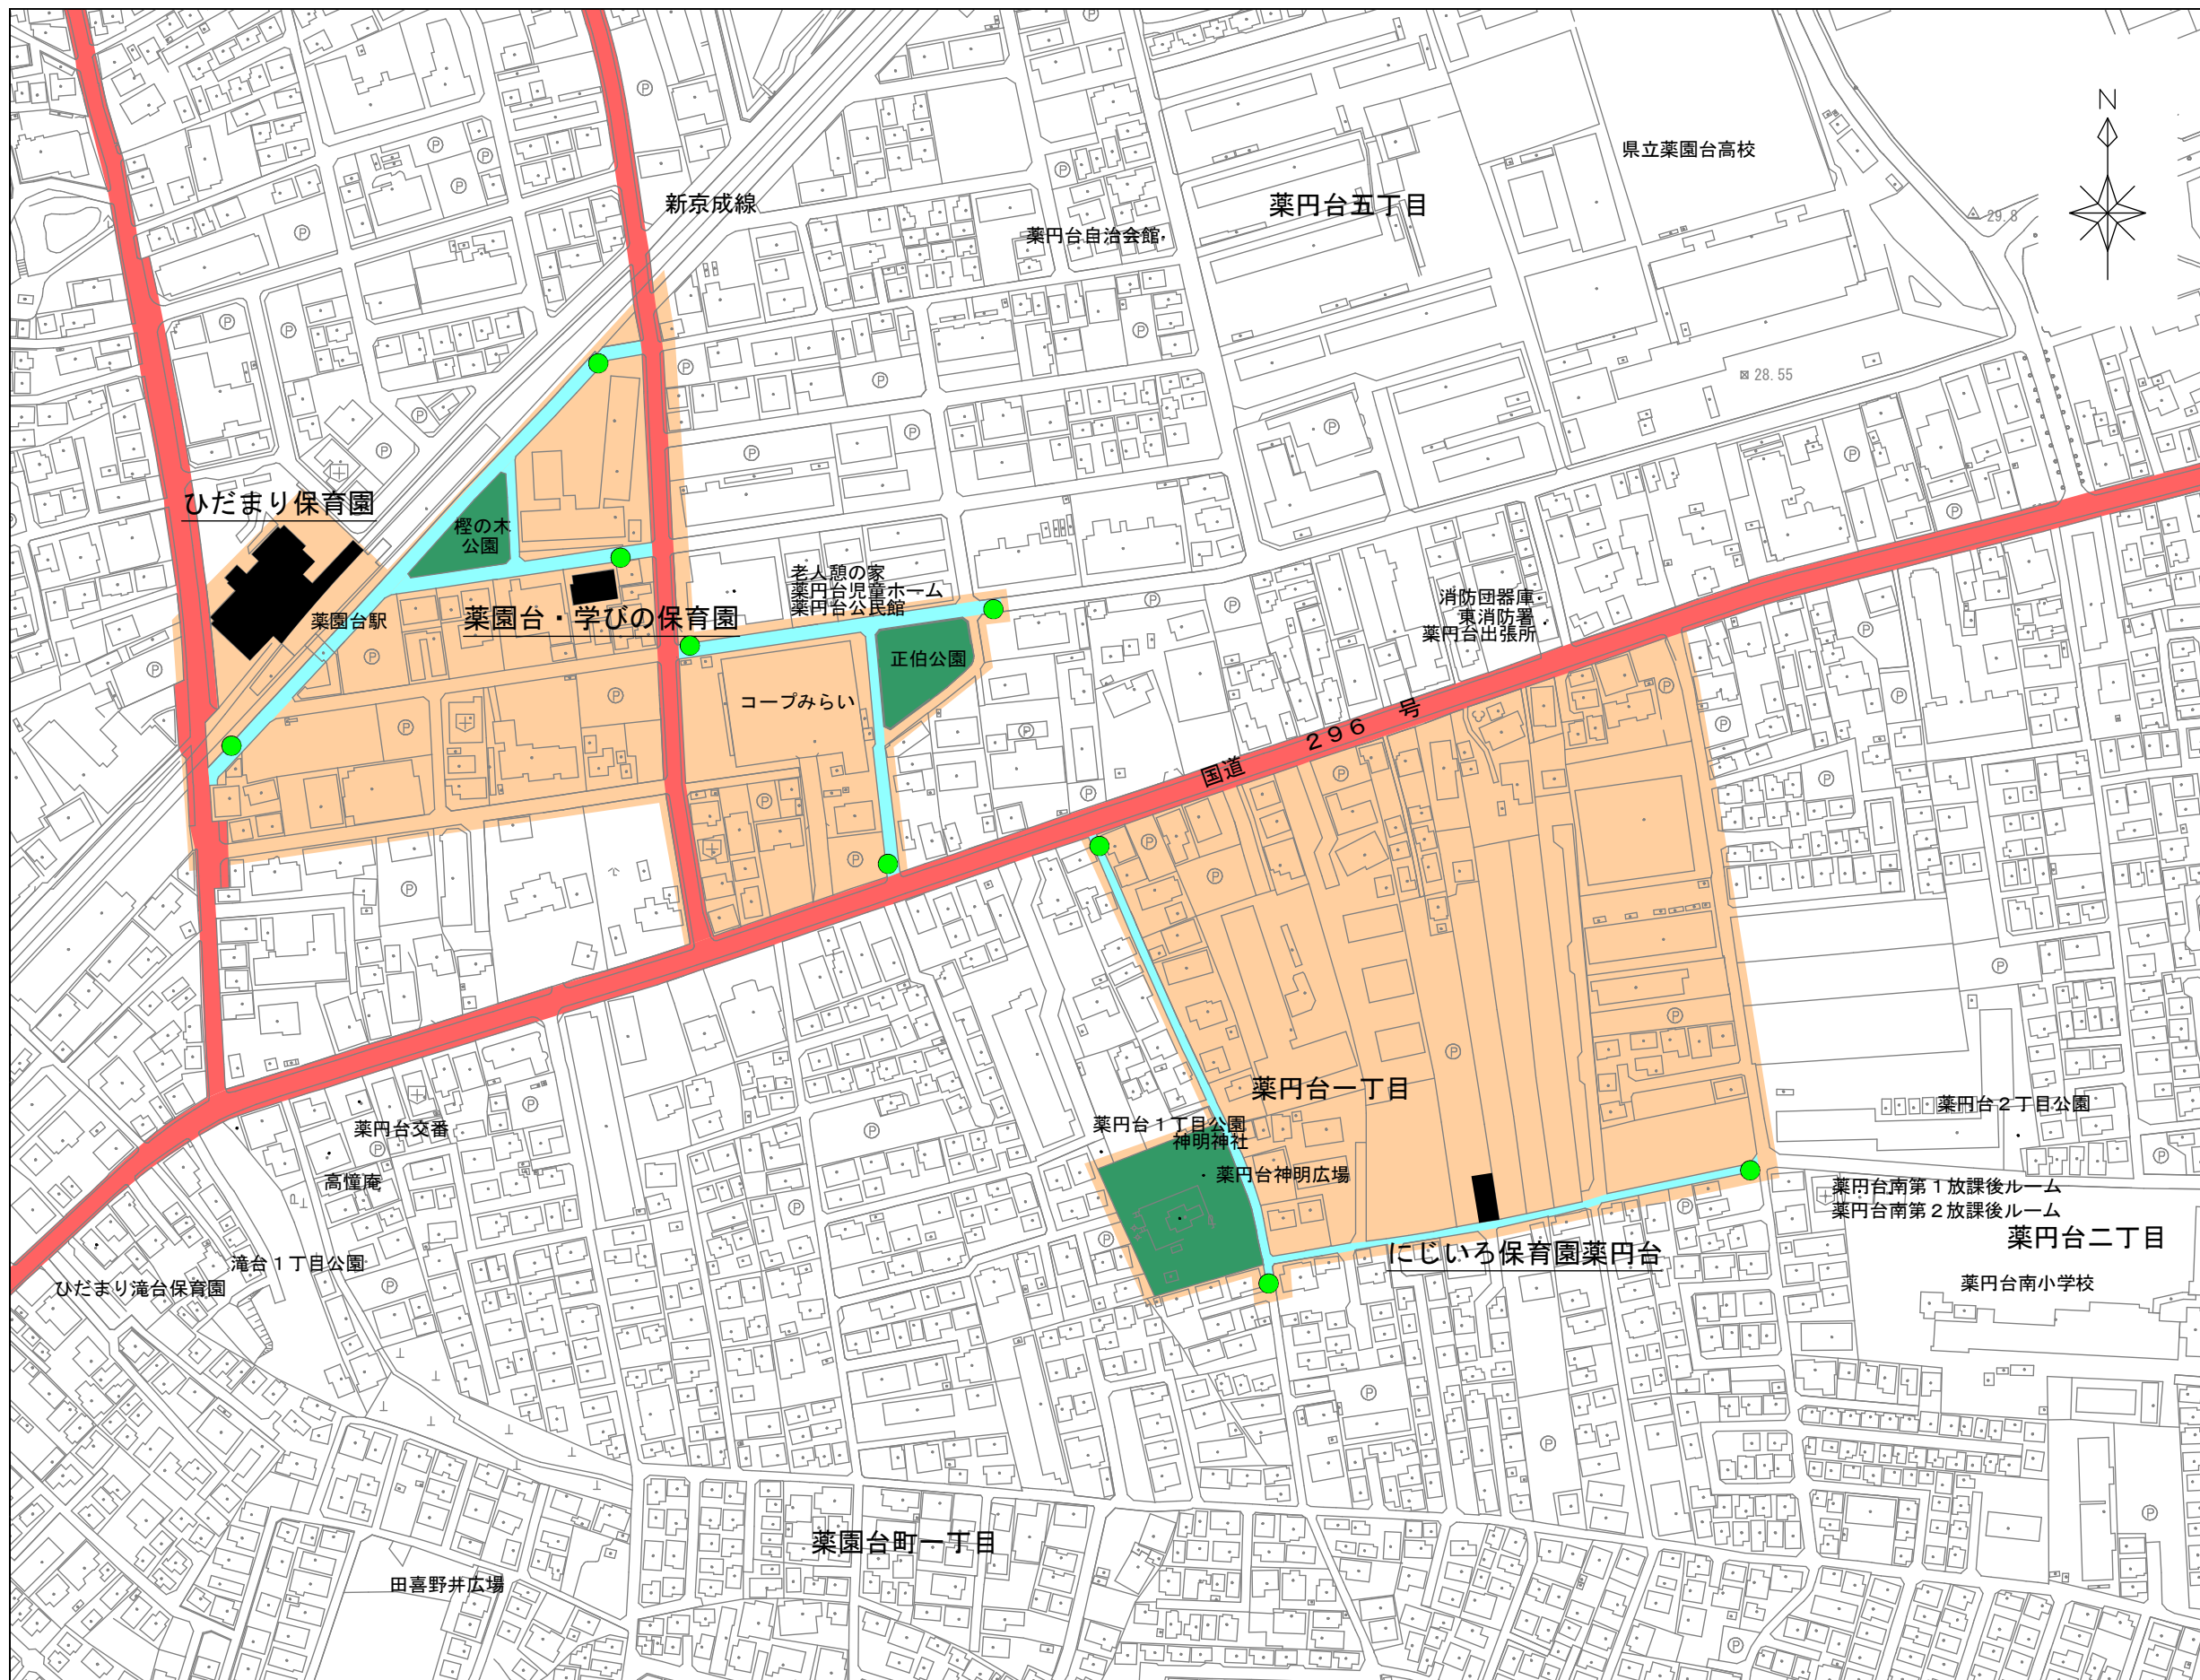 N
県立薬園台高校
新京成線
薬円台五丁目
29.8
薬円台自治会館
28.55
ひだまり保育園
樫の木
公園
老人憩の家
薬円台児童ホーム
薬円台公民館
消防団器庫
東消防署
薬円台出張所
薬園台駅
薬園台・学びの保育園
正伯公園
コープみらい
国道 296 号
薬円台一丁目
薬円台1丁目公園
神明神社
薬円台2丁目公園
薬円台交番
薬円台神明広場
高憧庵
薬円台南第1放課後ルーム
薬円台南第2放課後ルーム
薬円台二丁目
にじいろ保育園薬円台
滝台1丁目公園
ひだまり滝台保育園
薬円台南小学校
薬園台町一丁目
田喜野井広場